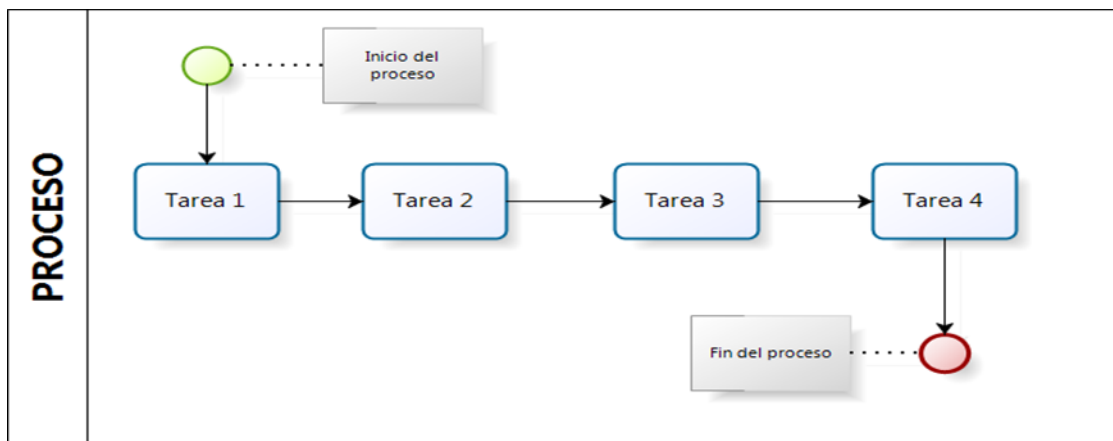 PROCESO
Inicio del
proceso
Tarea 1
Tarea 2
Tarea 3
Tarea 4
Fin del proceso